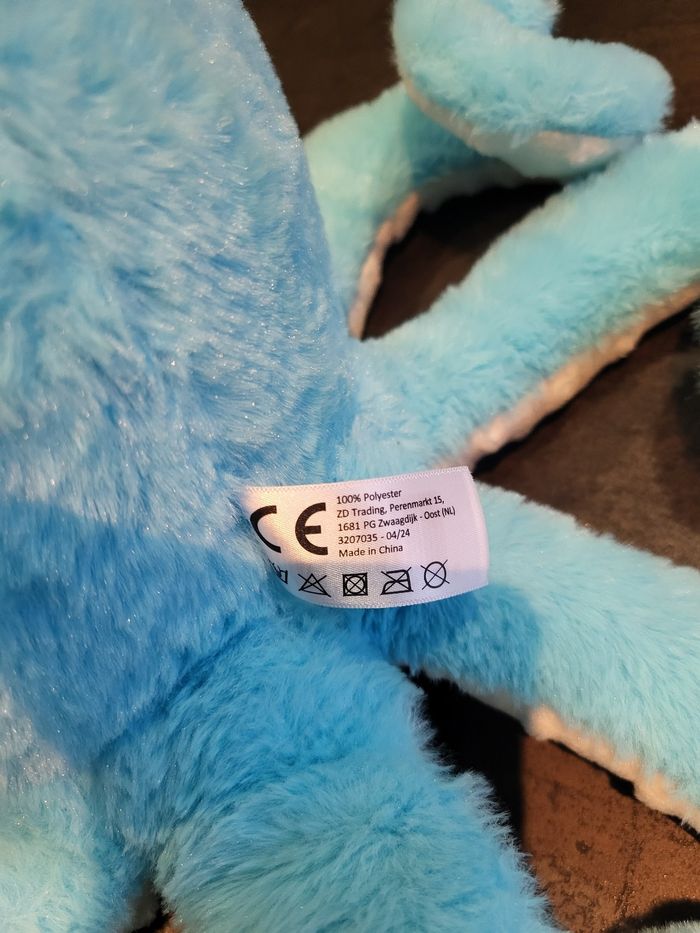 CE
100% Polyester
ZD Trading, Perenmarkt 15,
1681 PG Zwaagdijk - Oost (NL)
3207035 - 04/24
Made in China